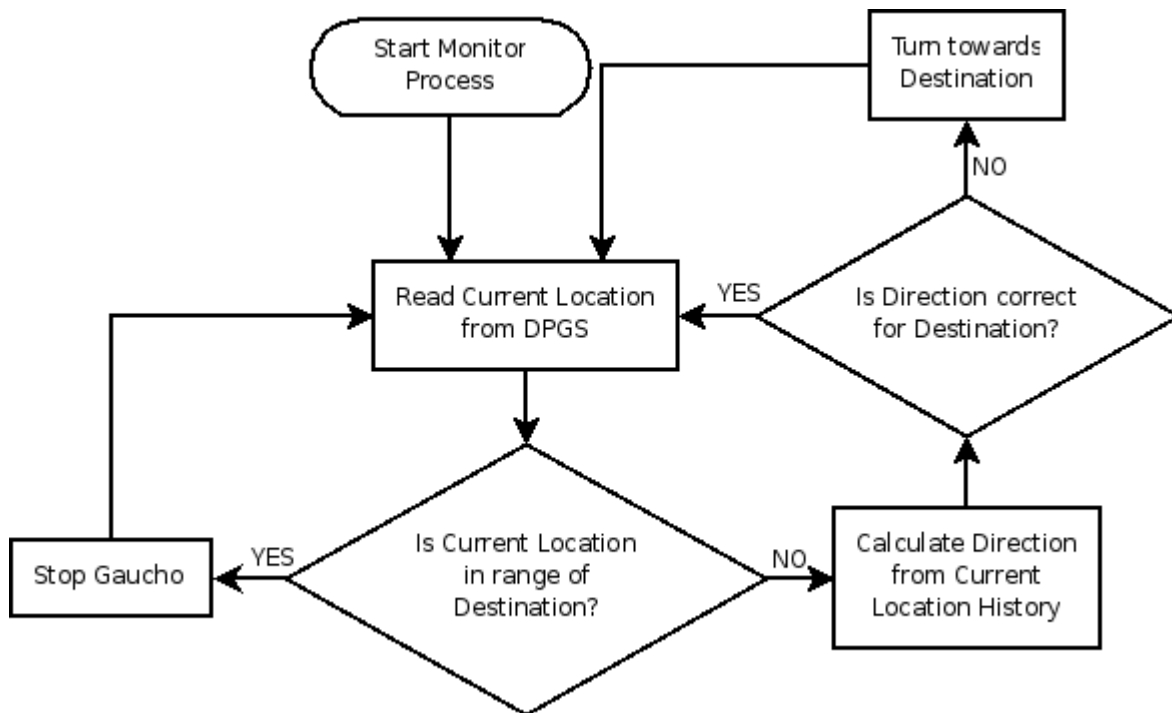 Start Monitor
Process
Turn towards
Destination
NO
Read Current Location
from DPGS
YES
Is Direction correct
for Destination?
Is Current Location
in range of
Destination?
YES
Stop Gaucho
NO
Calculate Direction
from Current
Location History